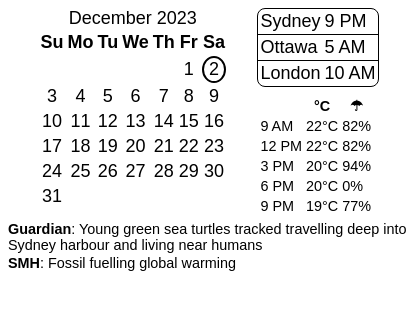 December 2023
Su Mo Tu We Th Fr Sa
1 2
3 4 5 6 7 8 9
10 11 12 13 14 15 16
17 18 19 20 21 22 23
24 25 26 27 28 29 30
31
Sydney 9 PM
Ottawa 5 AM
London 10 AM
°C ☂
9 AM 22°C 82%
12 PM 22°C 82%
3 PM 20°C 94%
6 PM 20°C 0%
9 PM 19°C 77%
Guardian: Young green sea turtles tracked travelling deep into
Sydney harbour and living near humans
SMH: Fossil fuelling global warming